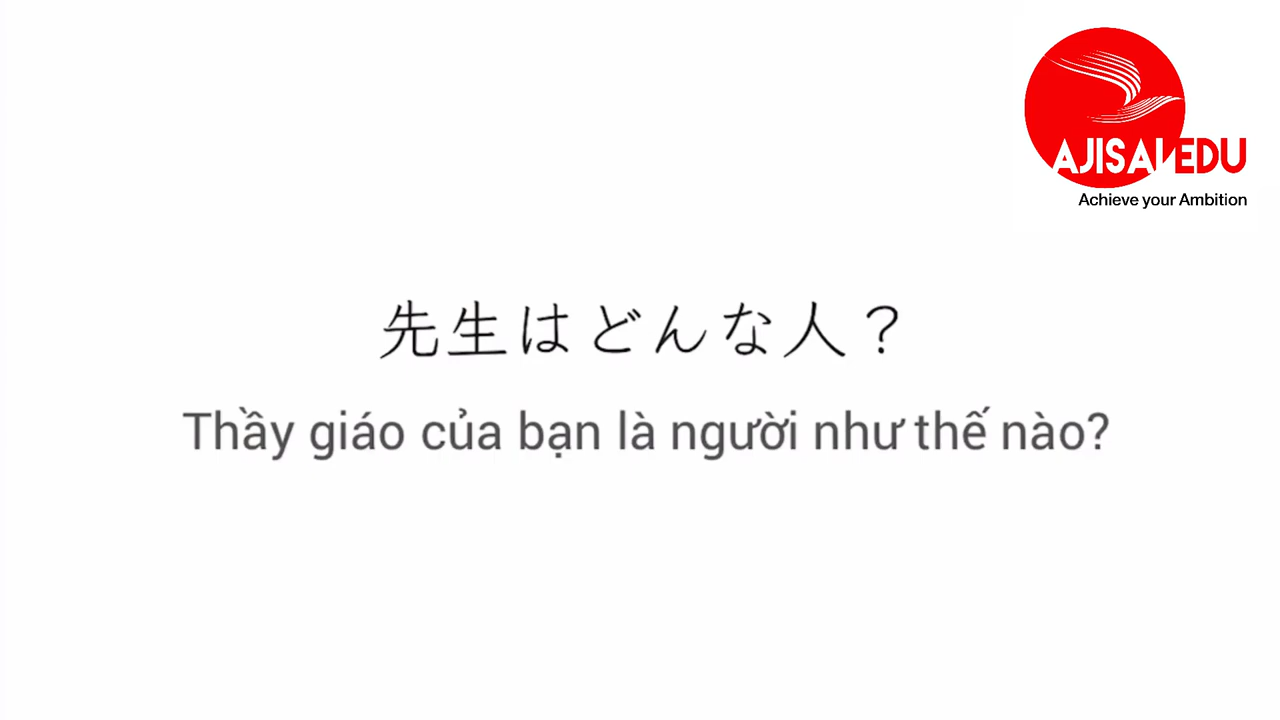 AJISAI EDU
Achieve your Ambition
先生はどんな人？
Thầy giáo của bạn là người như thế nào?